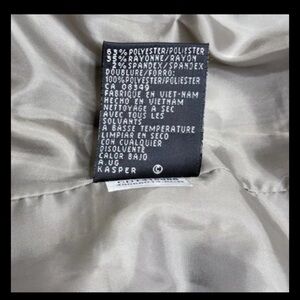 63%POLYESTER/POLIESTER
35%RAYONNE/RAYON
2%SPANDEX/SPANDEX
DOUBLURE/FORRO:
100%POLYESTER/POLIESTER
CA 08349
FABRIQUE EN VIET-NAM
HECHO EN VIETNAM
NETTOYAGE A SEC
AVEC TOUS LES
SOLVANTS
A BASSE TEMPERATURE
LIMPIAR EN SECO
CON CUALQUIER
DISOLVENTE
CALOR BAJO
A.UG
KASPER ©